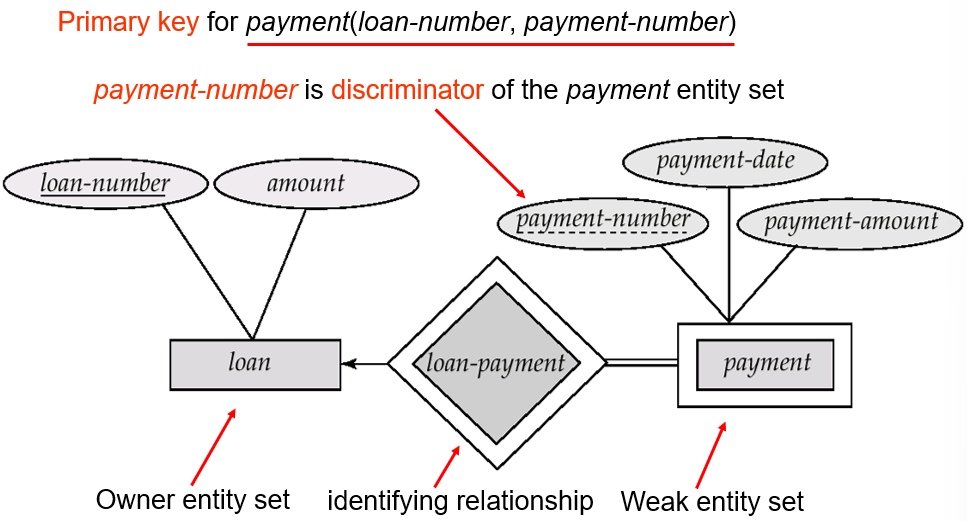 Primary key for payment(loan-number, payment-number)
payment-number is discriminator of the payment entity set
payment-date
loan-number
amount
payment-number
payment-amount
loan
loan-payment
payment
Owner entity set
identifying relationship
Weak entity set